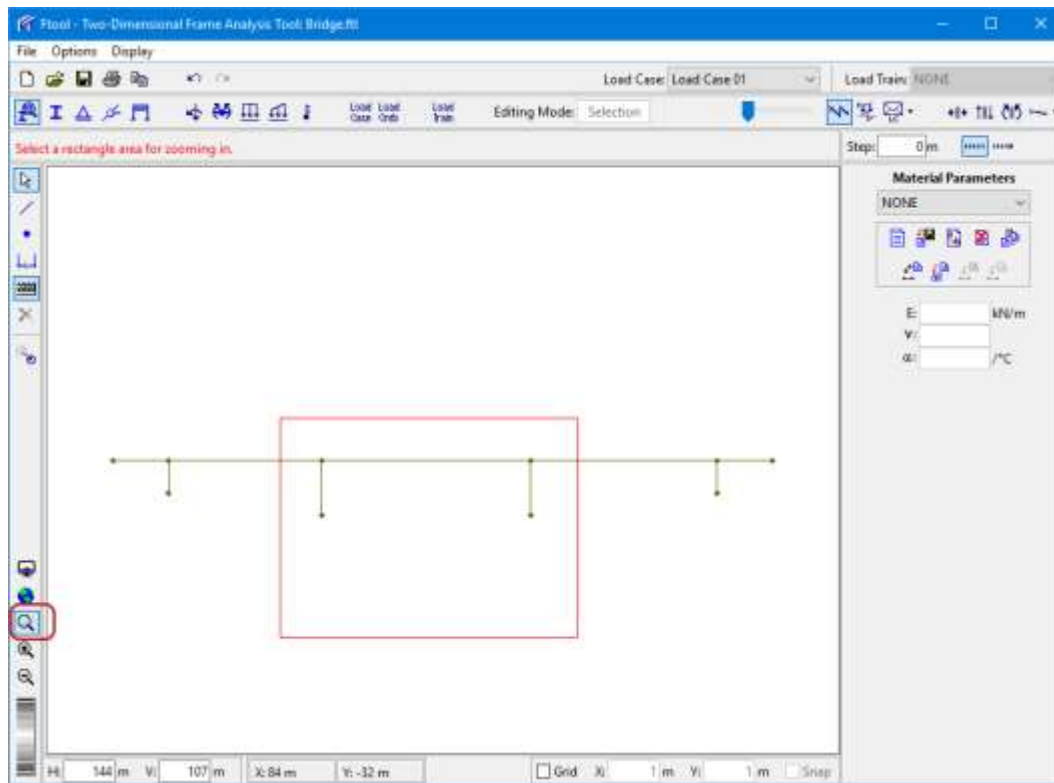 Ftool - Two-Dimensional Frame Analysis Tool: Bridge.ftl
File Options Display
Load Case: Load Case 01 Load Train: NONE
Load Case Load Comb Load Train Editing Mode: Selection
Select a rectangle area for zooming in. Step: 0 m
Material Parameters
NONE
E: kN/m
ν:
α: /°C
H: 144 m V: 107 m X: 84 m Y: -32 m Grid X: 1 m Y: 1 m Snap